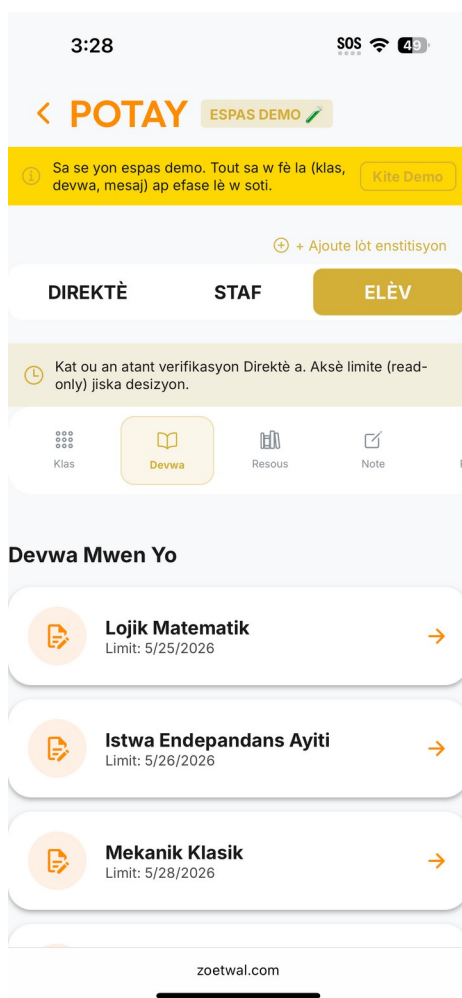 3:28
SOS
49
POTAY
ESPAS DEMO
Sa se yon espas demo. Tout sa w fè la (klas,
devwa, mesaj) ap efase lè w soti.
Kite Demo
+ Ajoute lòt enstitisyon
DIREKTÈ
STAF
ELÈV
Kat ou an atant verifikasyon Direktè a. Aksè limite (read-
only) jiska desizyon.
Klas
Devwa
Resous
Note
Devwa Mwen Yo
Lojik Matematik
Limit: 5/25/2026
Istwa Endepandans Ayiti
Limit: 5/26/2026
Mekanik Klasik
Limit: 5/28/2026
zoetwal.com